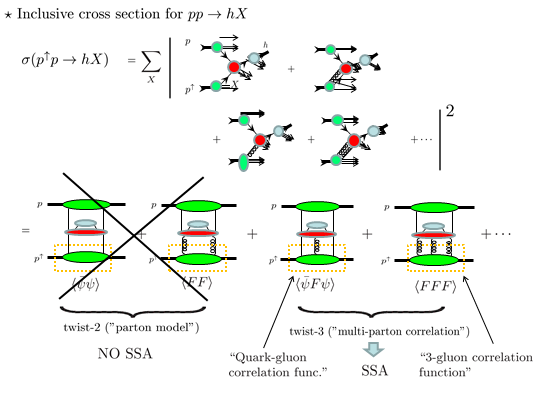 ⋆ Inclusive cross section for pp → hX
σ(p↑p → hX) = ∑ X
p
h
p↑
X
+
+
+
+ ⋯
2
=
p
p↑
+
p
p↑
+
p
p↑
+
p
p↑
+ ⋯
⟨ψ̄ψ⟩
⟨FF⟩
⟨ψ̄Fψ⟩
⟨FFF⟩
twist-2 ("parton model")
twist-3 ("multi-parton correlation")
NO SSA
"Quark-gluon
correlation func."
SSA
"3-gluon correlation
function"